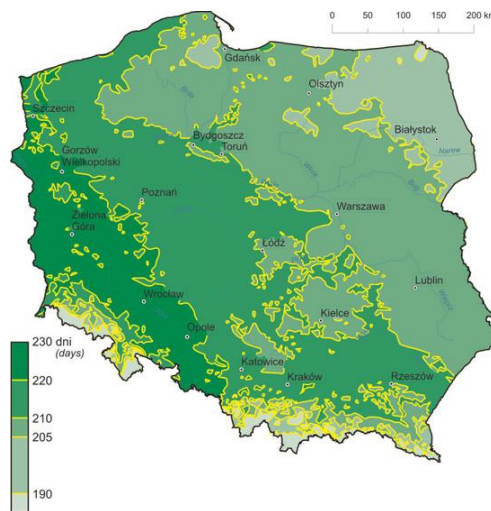 0 50 100 150 200 km
Gdańsk
Olsztyn
Szczecin
Białystok
Bydgoszcz
Toruń
Narew
Gorzów
Wielkopolski
Bug
Poznań
Warszawa
Zielona
Góra
Łódź
Lublin
Wrocław
Kielce
Opole
Katowice
Kraków
Rzeszów
230 dni
(days)
220
210
205
190